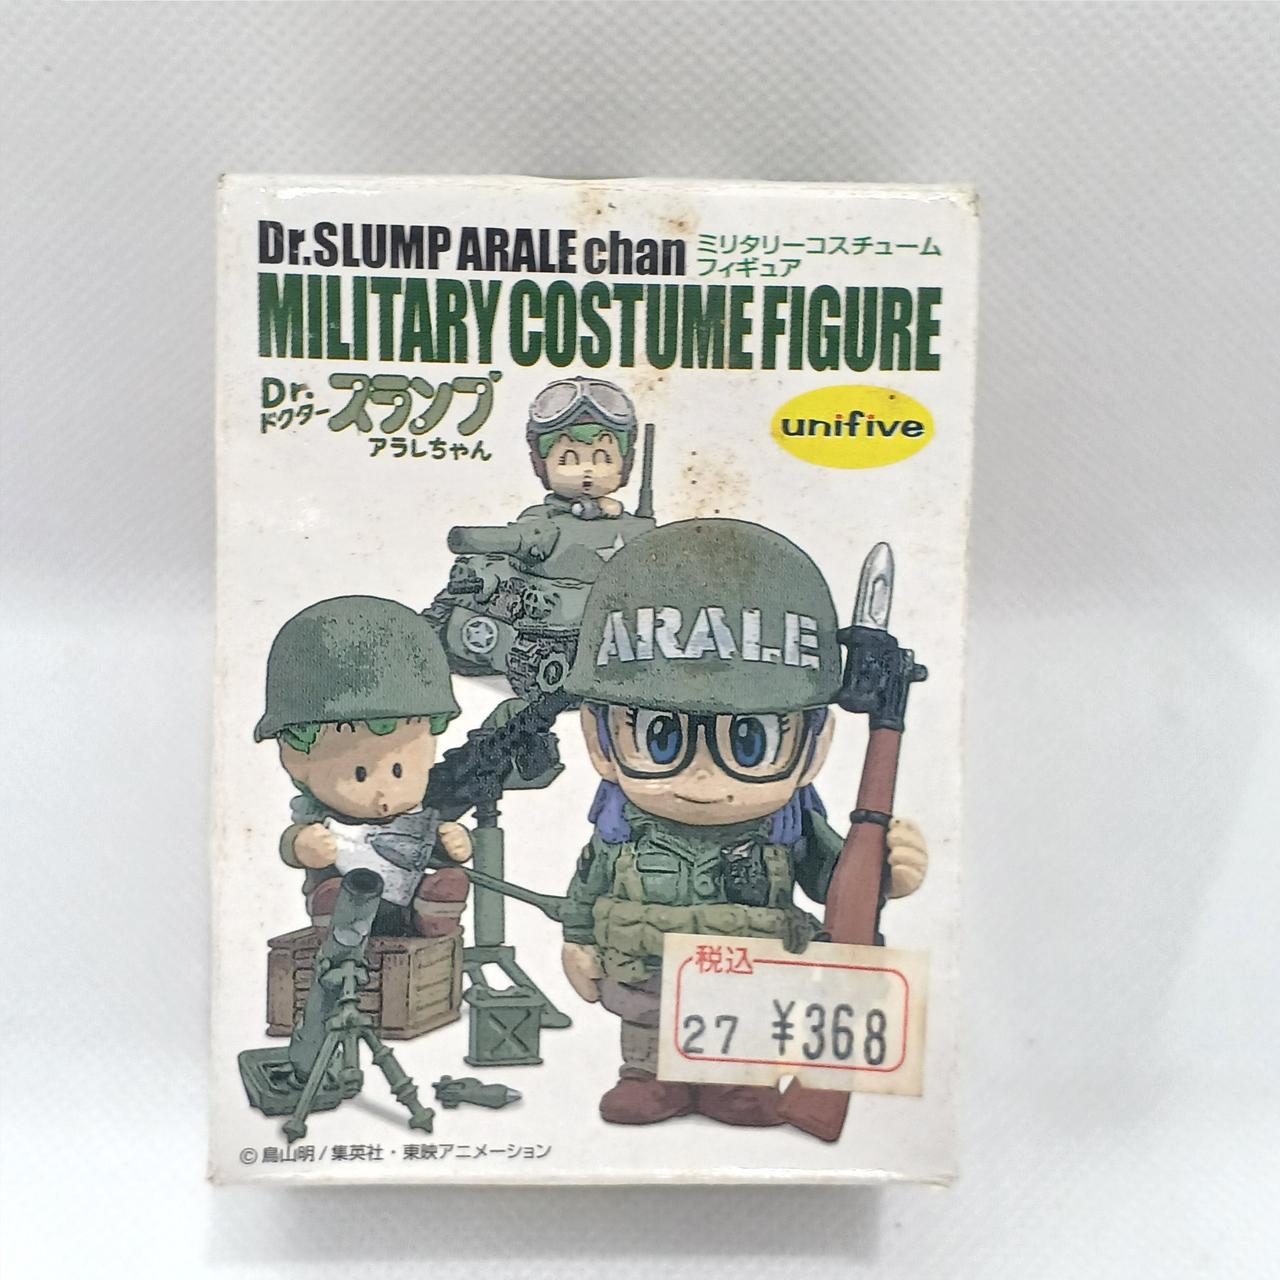 Dr.SLUMP ARALE chan
ミリタリーコスチューム
フィギュア
MILITARY COSTUME FIGURE
Dr.
ドクター
スランプ
アラレちゃん
unifive
ARALE
税込
27 ¥368
©鳥山明/集英社・東映アニメーション